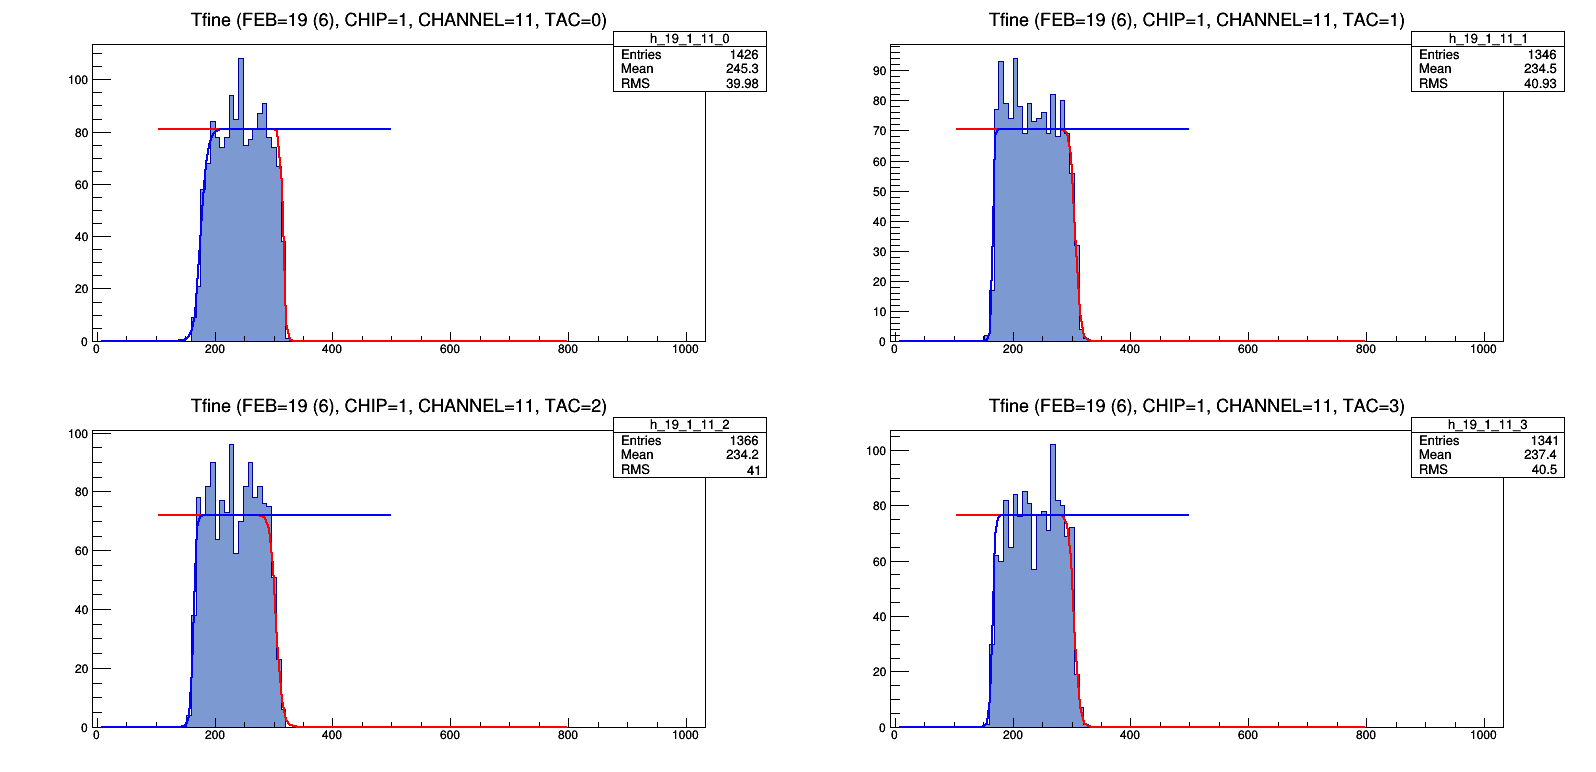 Tfine (FEB=19 (6), CHIP=1, CHANNEL=11, TAC=0)
h_19_1_11_0
Entries 1426
Mean 245.3
RMS 39.98
100
80
60
40
20
0
0 200 400 600 800 1000
Tfine (FEB=19 (6), CHIP=1, CHANNEL=11, TAC=1)
h_19_1_11_1
Entries 1346
Mean 234.5
RMS 40.93
90
80
70
60
50
40
30
20
10
0
0 200 400 600 800 1000
Tfine (FEB=19 (6), CHIP=1, CHANNEL=11, TAC=2)
h_19_1_11_2
Entries 1366
Mean 234.2
RMS 41
100
80
60
40
20
0
0 200 400 600 800 1000
Tfine (FEB=19 (6), CHIP=1, CHANNEL=11, TAC=3)
h_19_1_11_3
Entries 1341
Mean 237.4
RMS 40.5
100
80
60
40
20
0
0 200 400 600 800 1000